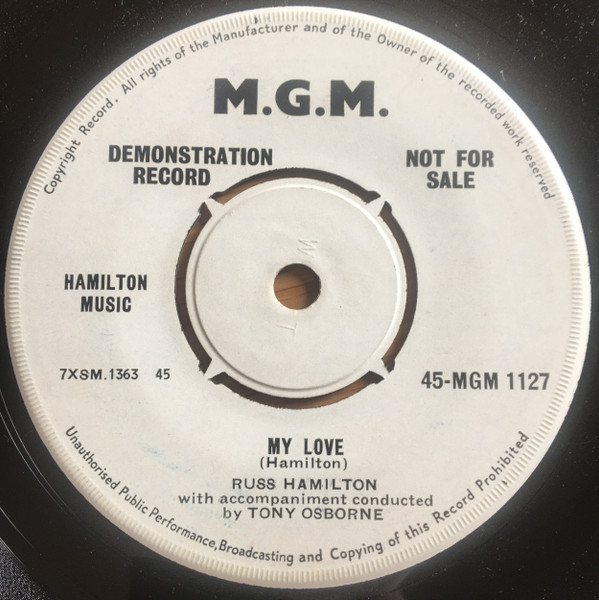 Copyright Record. All rights of the Manufacturer and of the Owner of the recorded work reserved
M.G.M.
DEMONSTRATION
RECORD
NOT FOR
SALE
HAMILTON
MUSIC
7XSM.1363 45
45-MGM 1127
MY LOVE
(Hamilton)
RUSS HAMILTON
with accompaniment conducted
by TONY OSBORNE
Unauthorised Public Performance, Broadcasting and Copying of this Record Prohibited
W
T